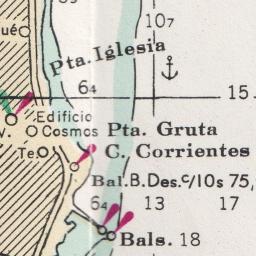 10₇
ué
Pta. Iglesia
6₄
15
Edificio
Cosmos
Pta. Gruta
Te.
C. Corrientes
Bal.B.Des.c/10s 75,
6₄ 13 17
Bals. 18